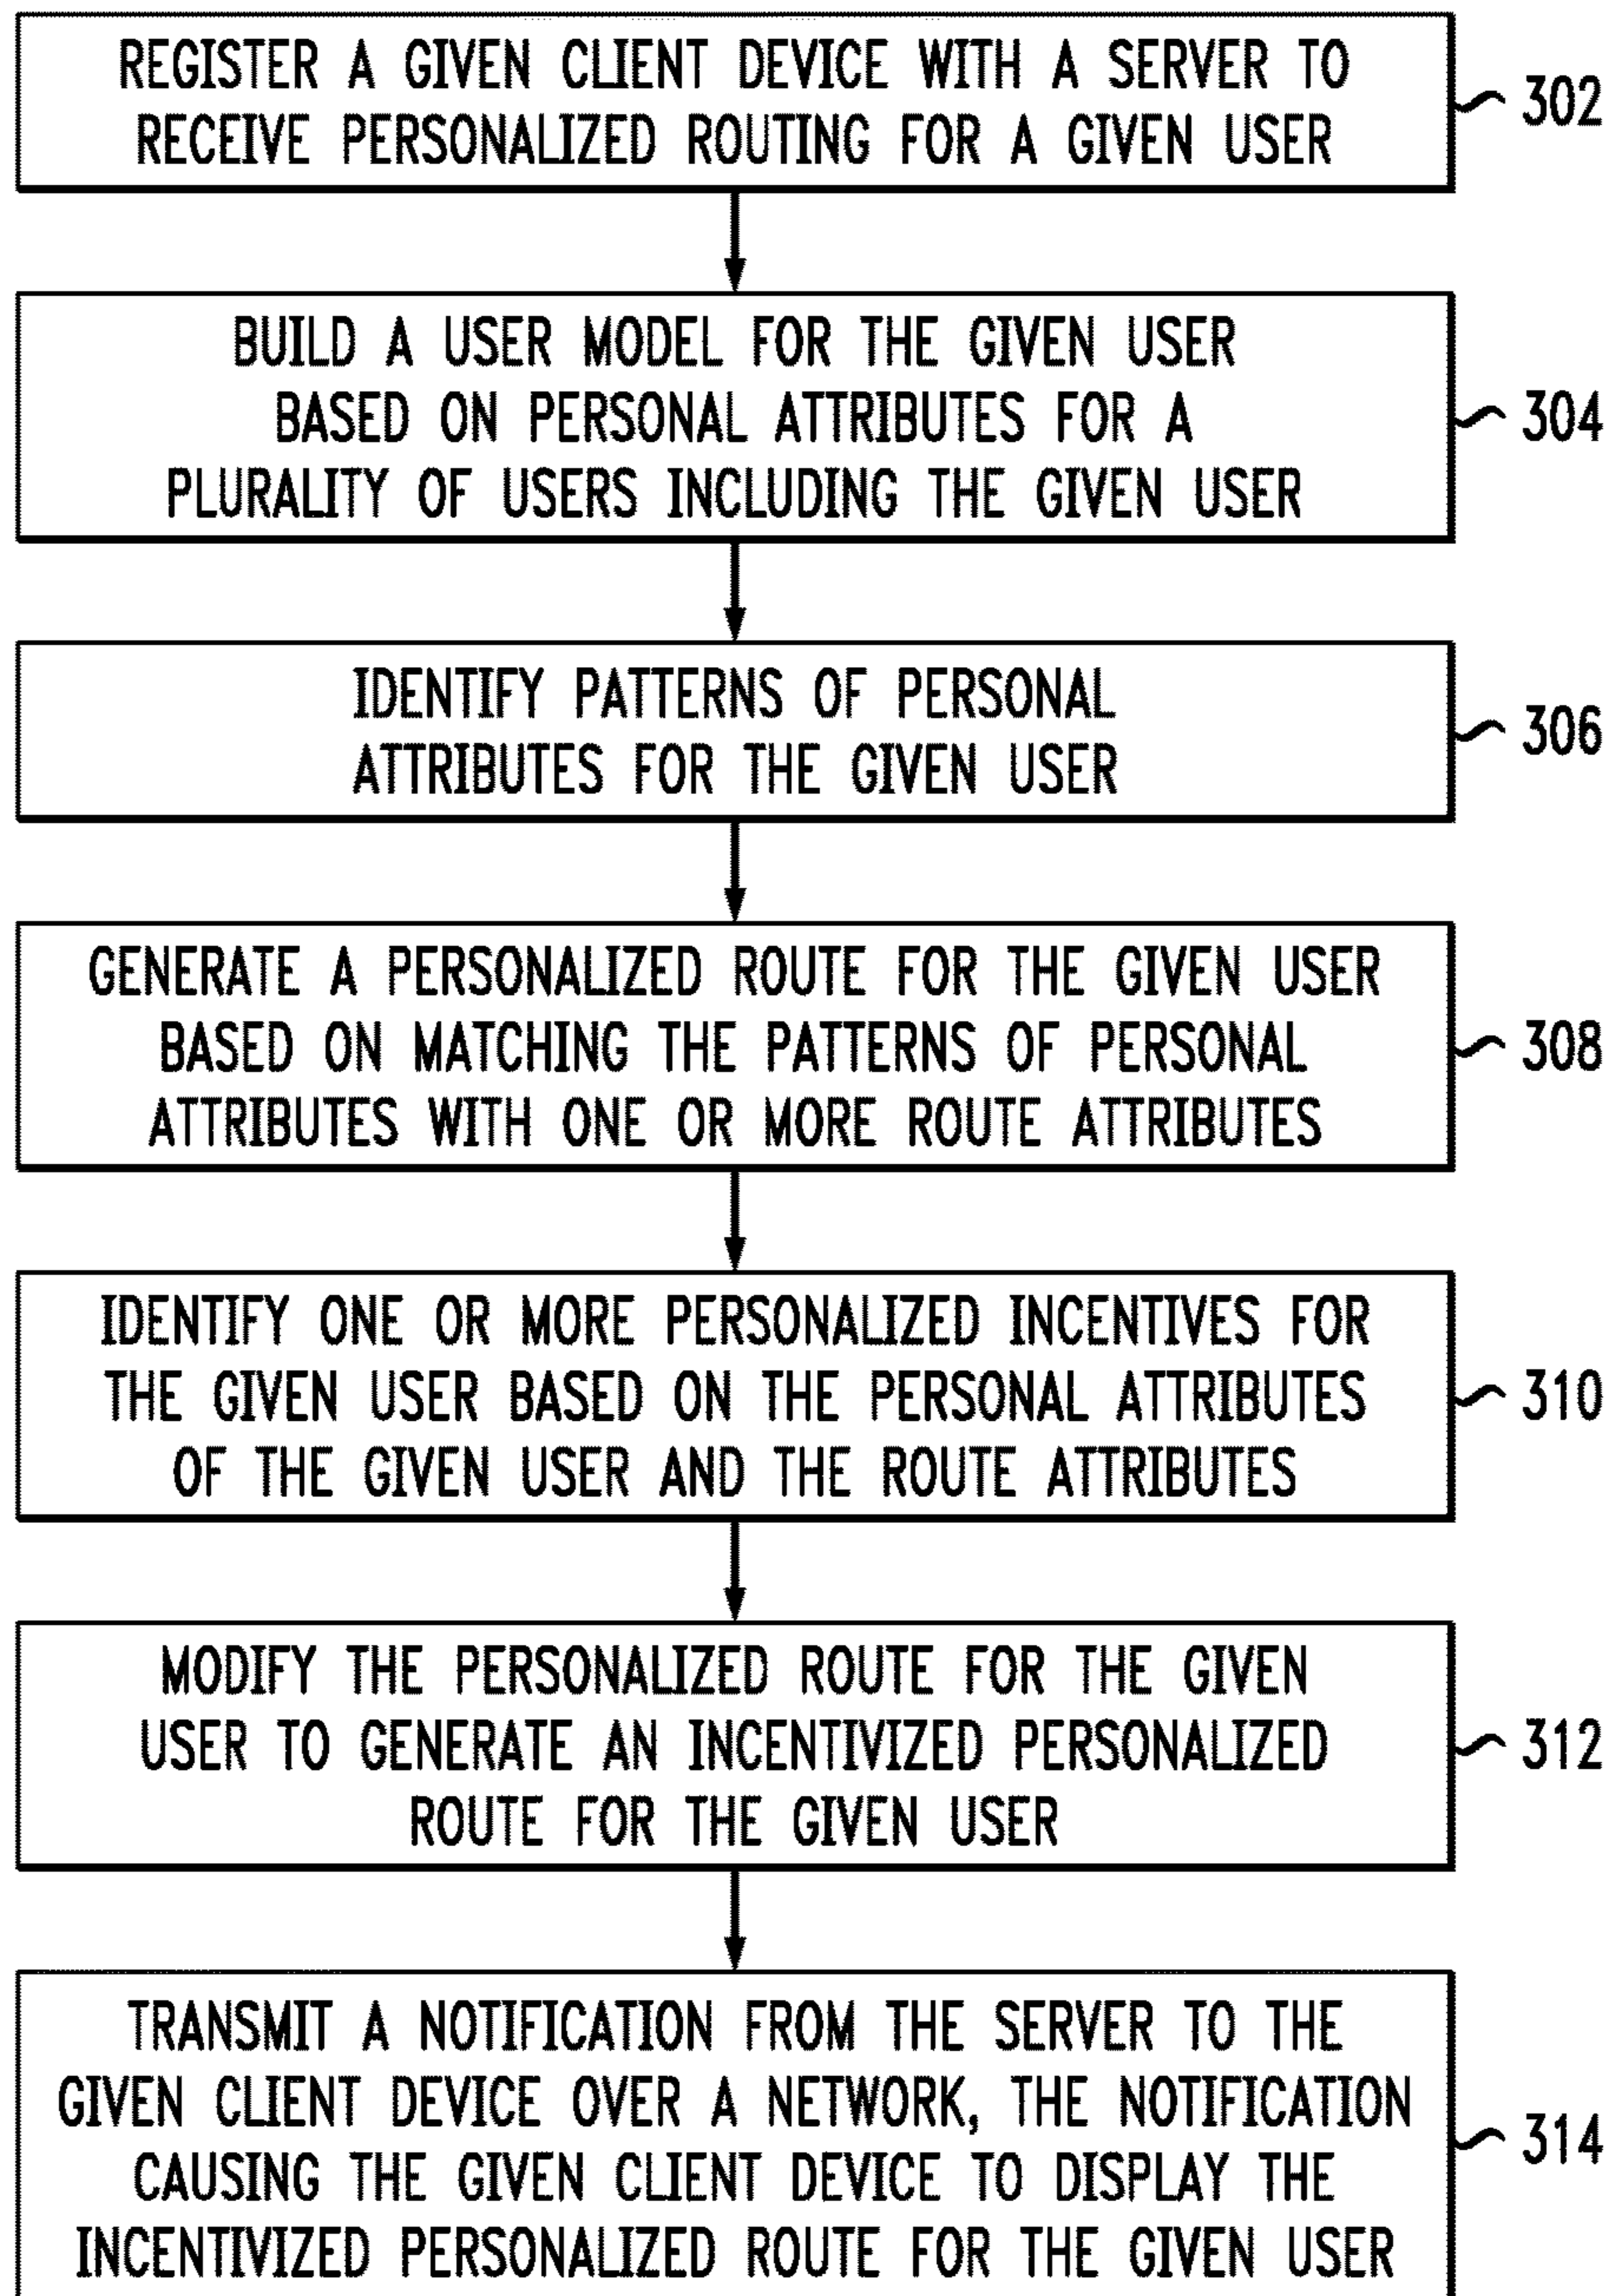 REGISTER A GIVEN CLIENT DEVICE WITH A SERVER TO
RECEIVE PERSONALIZED ROUTING FOR A GIVEN USER
302
BUILD A USER MODEL FOR THE GIVEN USER
BASED ON PERSONAL ATTRIBUTES FOR A
PLURALITY OF USERS INCLUDING THE GIVEN USER
304
IDENTIFY PATTERNS OF PERSONAL
ATTRIBUTES FOR THE GIVEN USER
306
GENERATE A PERSONALIZED ROUTE FOR THE GIVEN USER
BASED ON MATCHING THE PATTERNS OF PERSONAL
ATTRIBUTES WITH ONE OR MORE ROUTE ATTRIBUTES
308
IDENTIFY ONE OR MORE PERSONALIZED INCENTIVES FOR
THE GIVEN USER BASED ON THE PERSONAL ATTRIBUTES
OF THE GIVEN USER AND THE ROUTE ATTRIBUTES
310
MODIFY THE PERSONALIZED ROUTE FOR THE GIVEN
USER TO GENERATE AN INCENTIVIZED PERSONALIZED
ROUTE FOR THE GIVEN USER
312
TRANSMIT A NOTIFICATION FROM THE SERVER TO THE
GIVEN CLIENT DEVICE OVER A NETWORK, THE NOTIFICATION
CAUSING THE GIVEN CLIENT DEVICE TO DISPLAY THE
INCENTIVIZED PERSONALIZED ROUTE FOR THE GIVEN USER
314